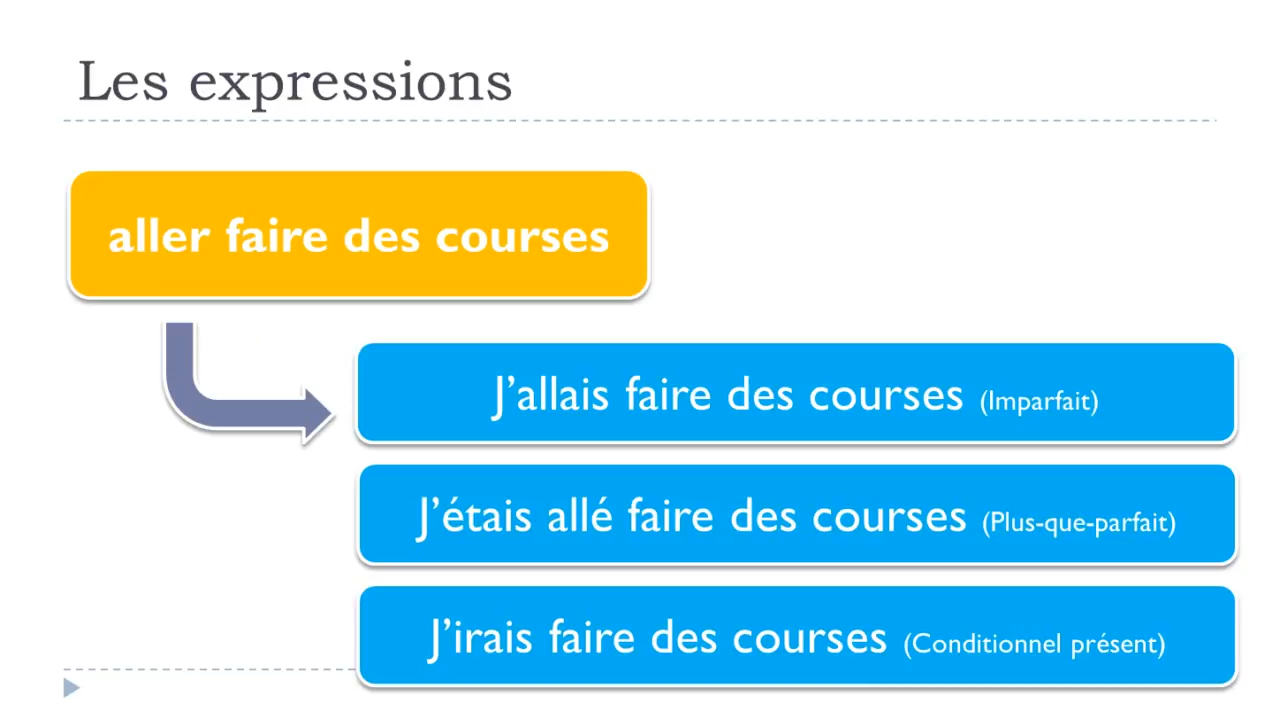 Les expressions
aller faire des courses
J’allais faire des courses (Imparfait)
J’étais allé faire des courses (Plus-que-parfait)
J’irais faire des courses (Conditionnel présent)